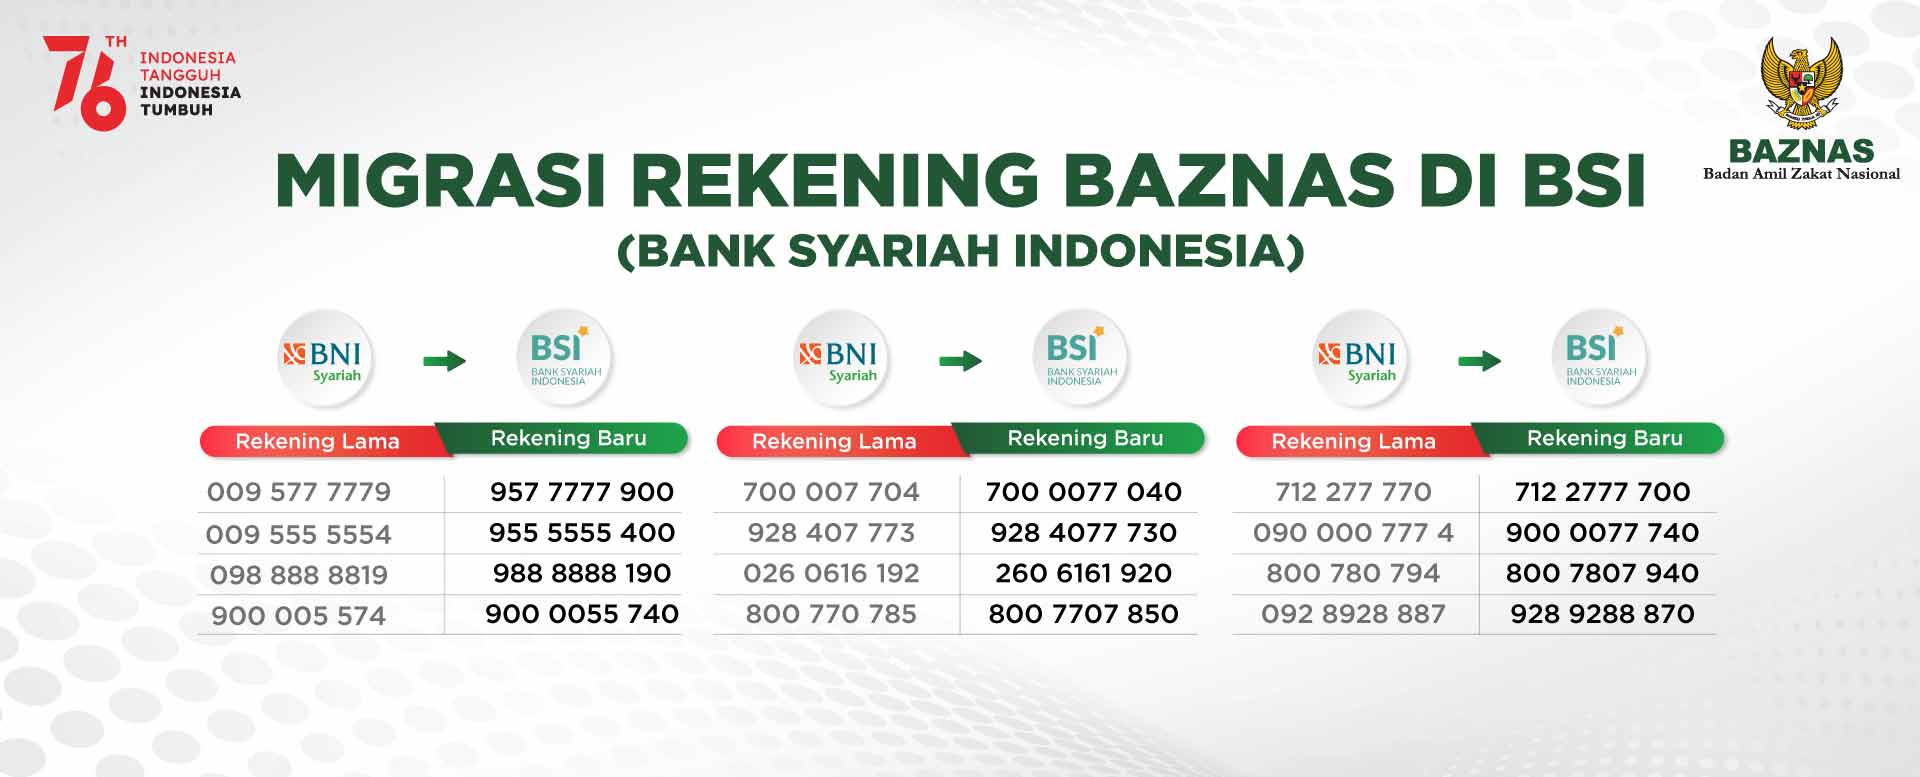 76 TH
INDONESIA
TANGGUH
INDONESIA
TUMBUH
BAZNAS
Badan Amil Zakat Nasional
MIGRASI REKENING BAZNAS DI BSI
(BANK SYARIAH INDONESIA)
BNI
Syariah
BSI
BANK SYARIAH
INDONESIA
Rekening Lama Rekening Baru
009 577 7779 957 7777 900
009 555 5554 955 5555 400
098 888 8819 988 8888 190
900 005 574 900 0055 740
BNI
Syariah
BSI
BANK SYARIAH
INDONESIA
Rekening Lama Rekening Baru
700 007 704 700 0077 040
928 407 773 928 4077 730
026 0616 192 260 6161 920
800 770 785 800 7707 850
BNI
Syariah
BSI
BANK SYARIAH
INDONESIA
Rekening Lama Rekening Baru
712 277 770 712 2777 700
090 000 777 4 900 0077 740
800 780 794 800 7807 940
092 8928 887 928 9288 870